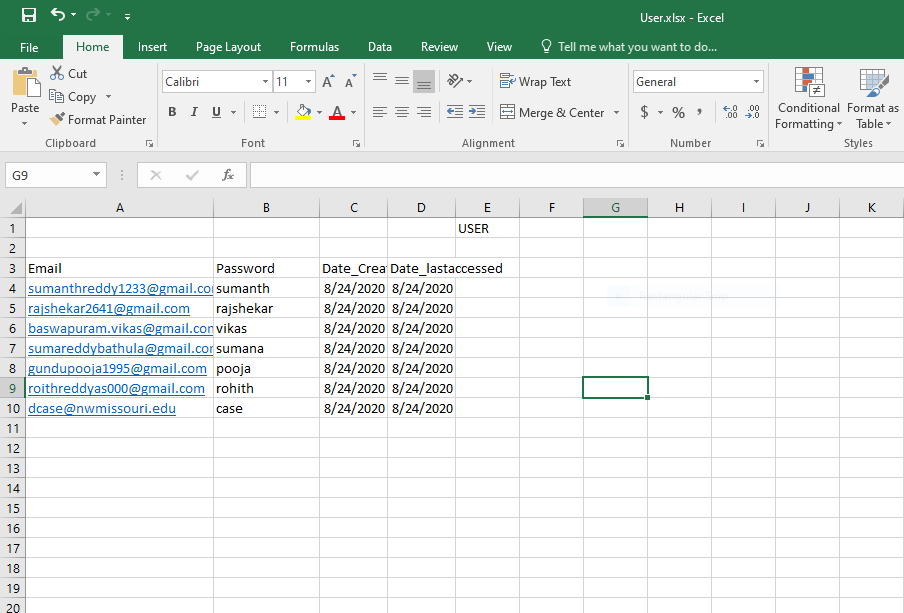 User.xlsx - Excel
File Home Insert Page Layout Formulas Data Review View Tell me what you want to do...
Cut
Copy
Format Painter
Paste
Clipboard
Calibri 11
B I U A
Font
Wrap Text
Merge & Center
Alignment
General
$ % , .00 .0
Number
Conditional Formatting
Format as Table
Styles
G9 fx
A B C D E F G H I J K
1 USER
2
3 Email Password Date_Crea Date_lastaccessed
4 sumanthreddy1233@gmail.co sumanth 8/24/2020 8/24/2020
5 rajshekar2641@gmail.com rajshekar 8/24/2020 8/24/2020
6 baswapuram.vikas@gmail.com vikas 8/24/2020 8/24/2020
7 sumareddybathula@gmail.com sumana 8/24/2020 8/24/2020
8 gundupooja1995@gmail.com pooja 8/24/2020 8/24/2020
9 roithreddyas000@gmail.com rohith 8/24/2020 8/24/2020
10 dcase@nwmissouri.edu case 8/24/2020 8/24/2020
11
12
13
14
15
16
17
18
19
20